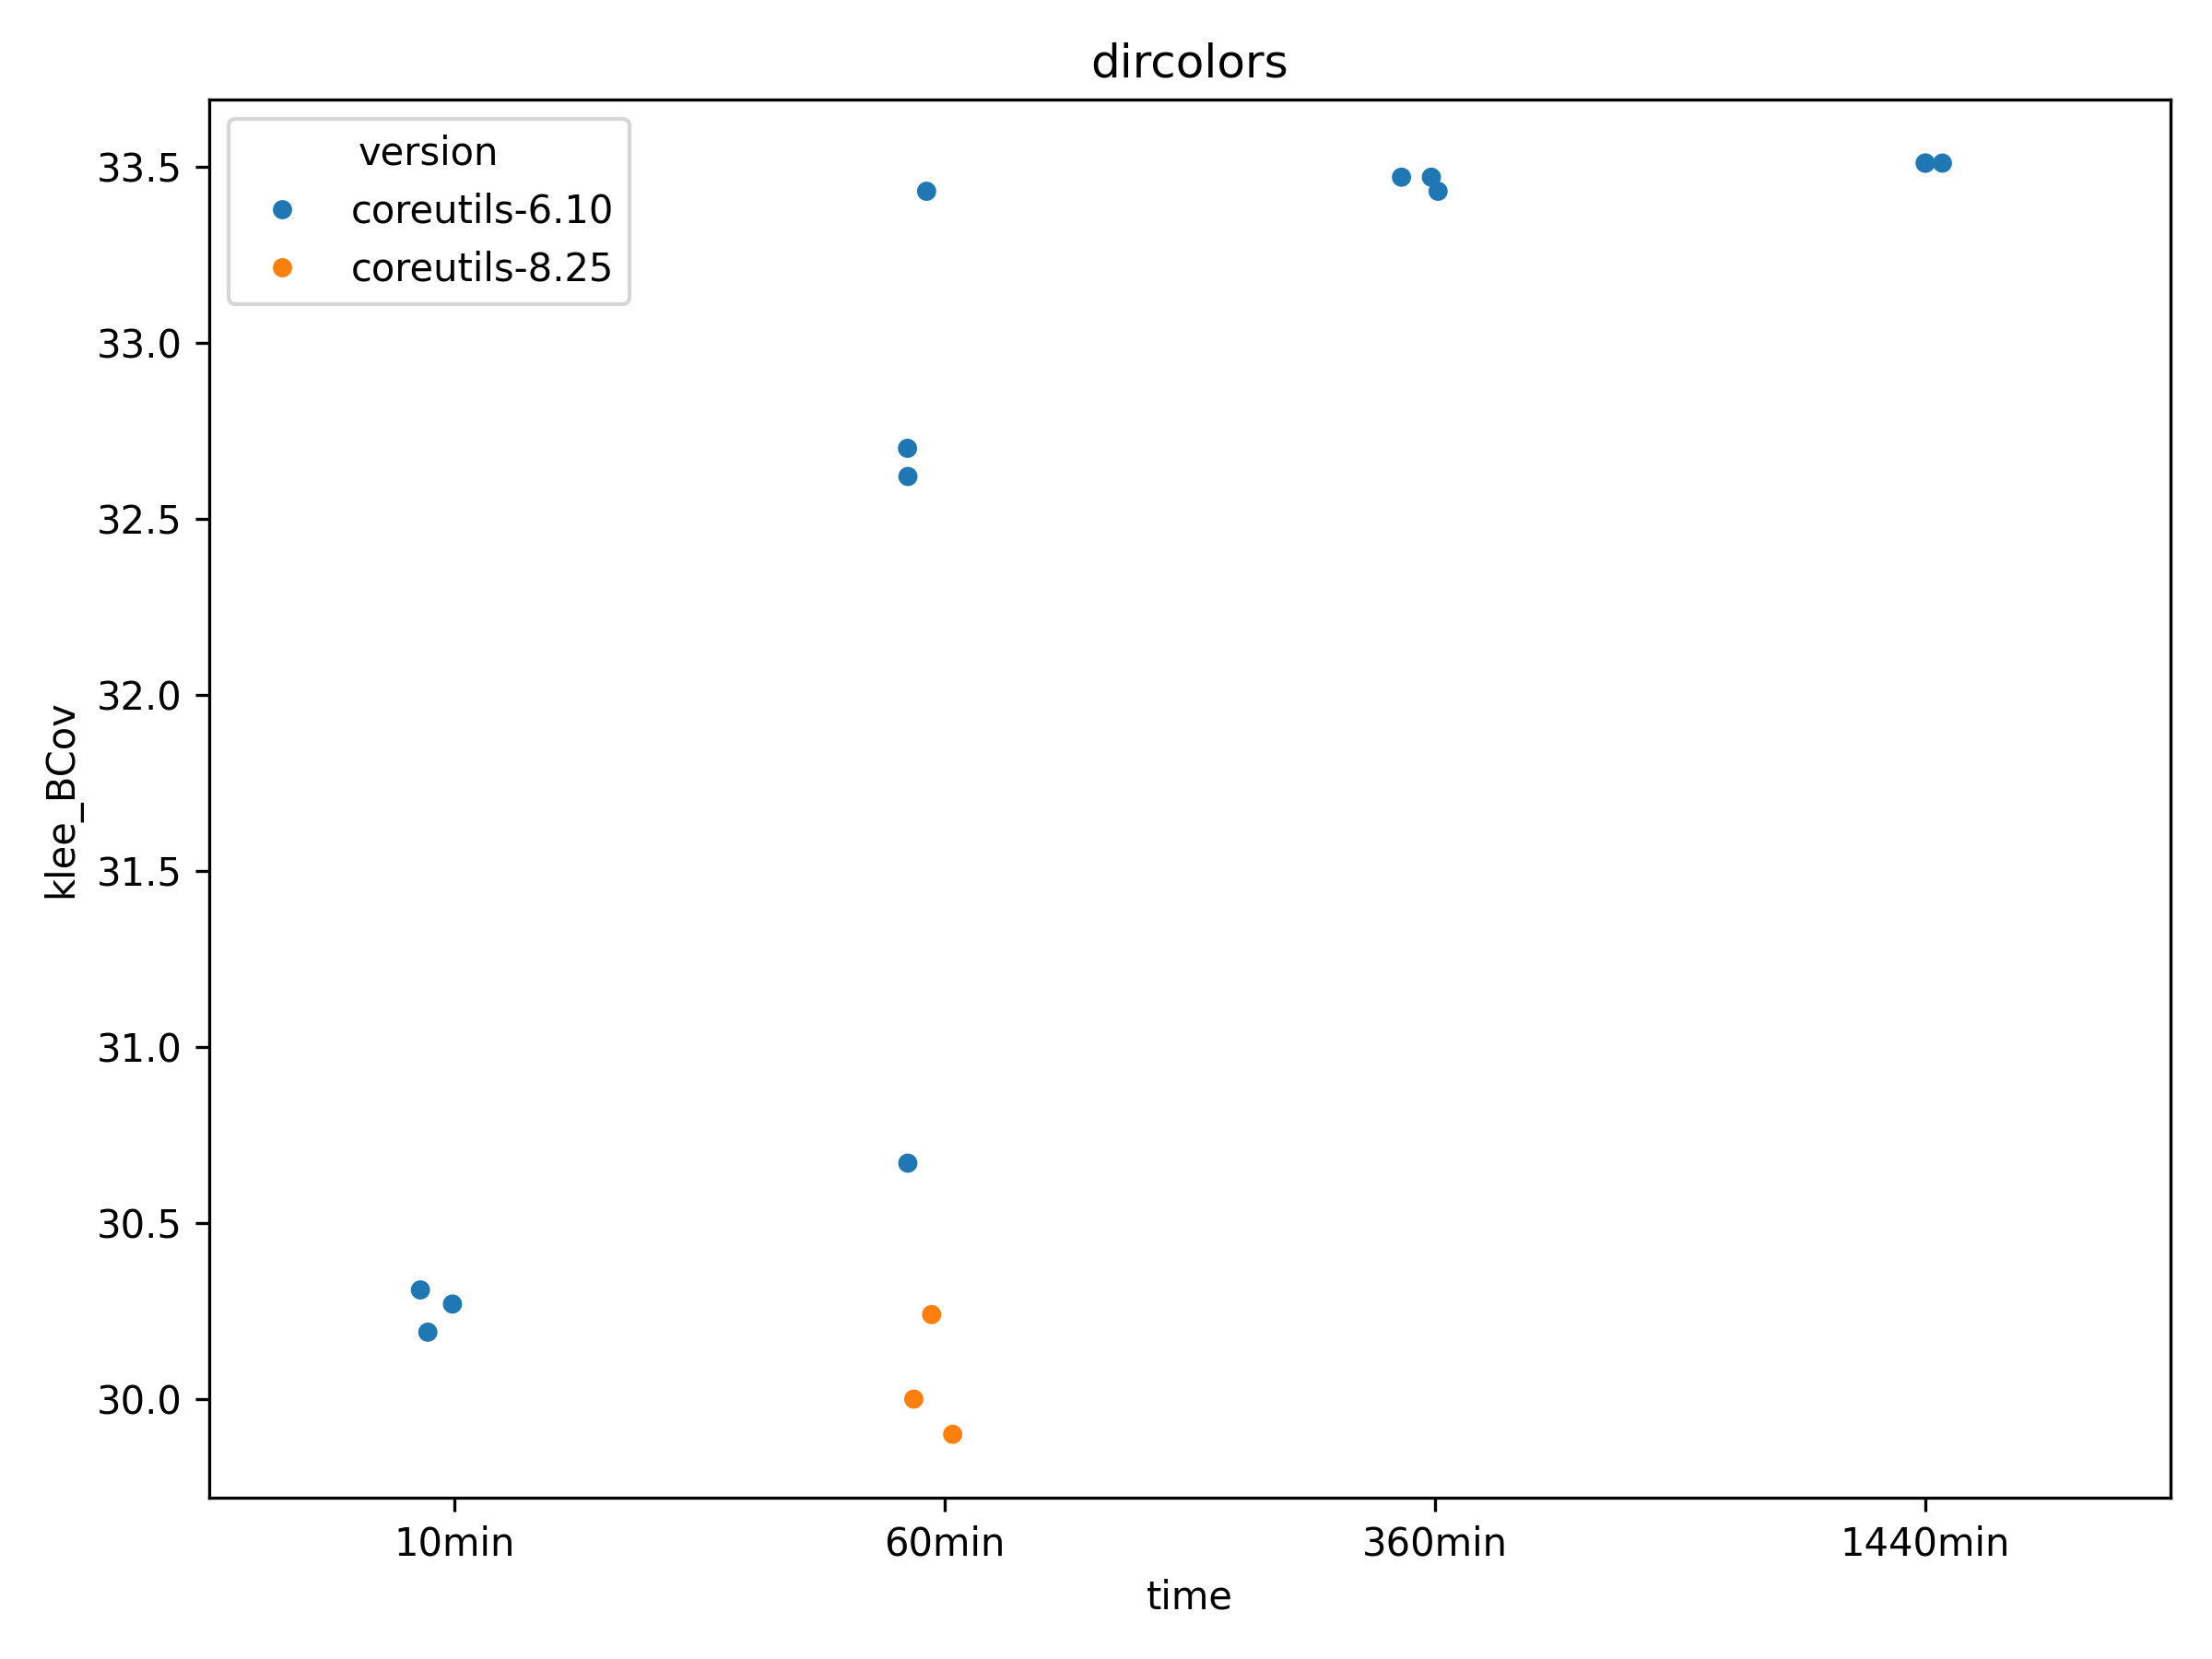 dircolors
version
coreutils-6.10
coreutils-8.25
33.5
33.0
32.5
32.0
31.5
31.0
30.5
30.0
klee_BCov
10min 60min 360min 1440min
time